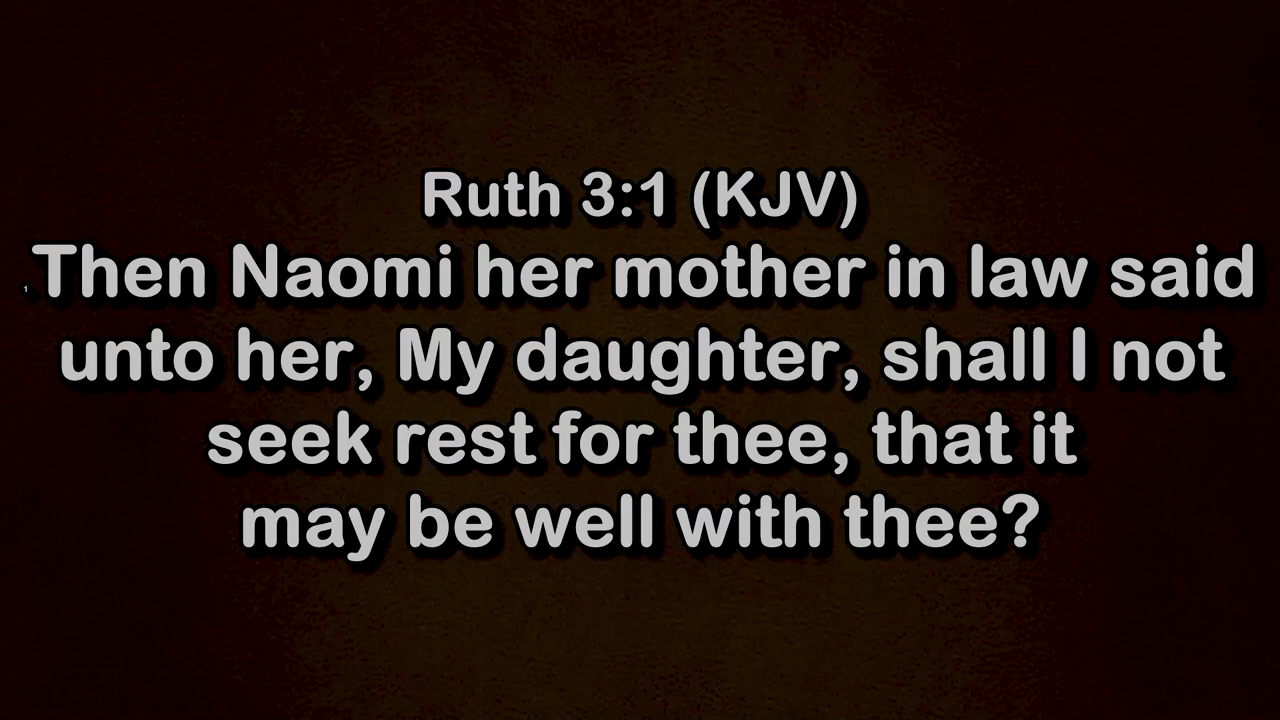 Ruth 3:1 (KJV)
1 Then Naomi her mother in law said
unto her, My daughter, shall I not
seek rest for thee, that it
may be well with thee?